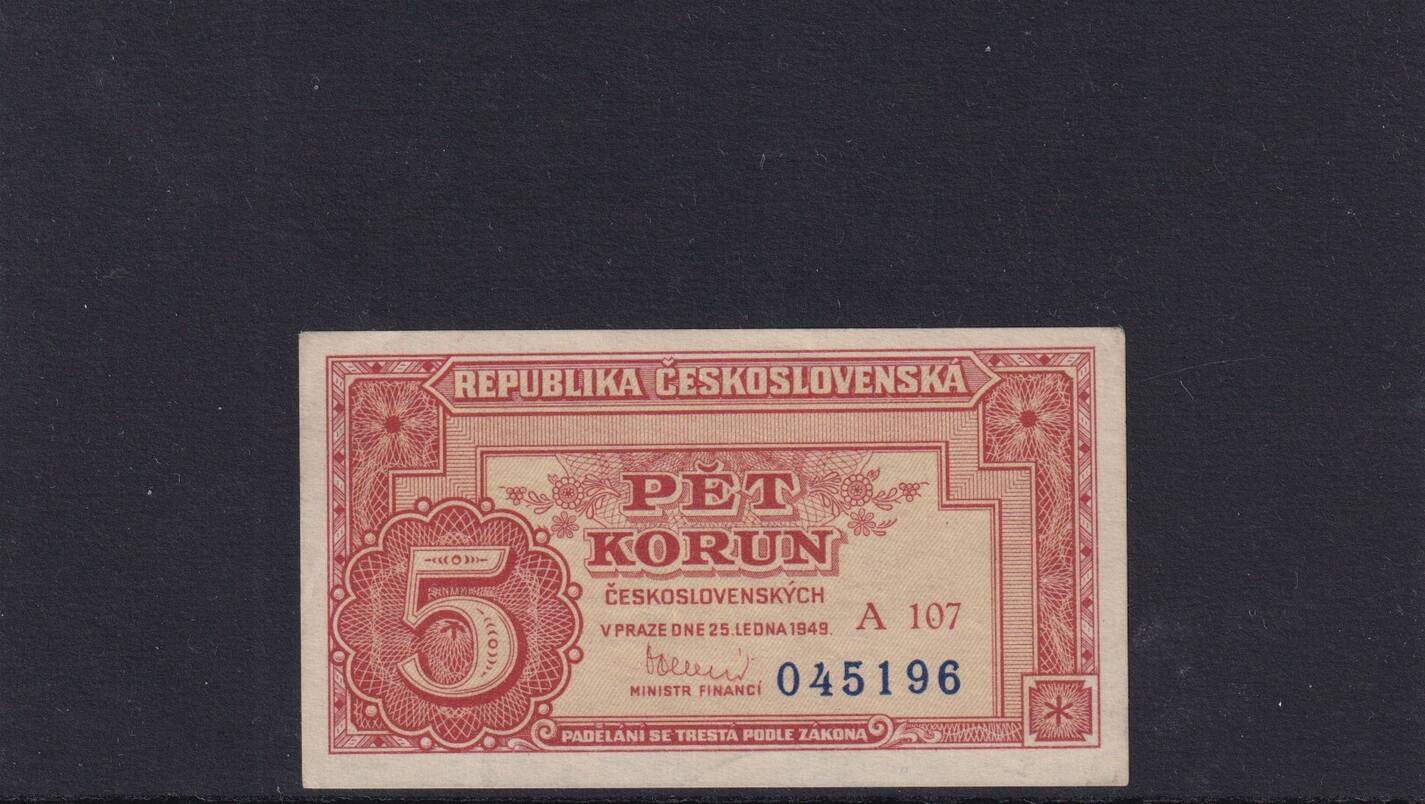 REPUBLIKA ČESKOSLOVENSKÁ
PĚT
KORUN
ČESKOSLOVENSKÝCH
V PRAZE DNE 25. LEDNA 1949.
A 107
MINISTR FINANCÍ
045196
5
PADĚLÁNÍ SE TRESTÁ PODLE ZÁKONA